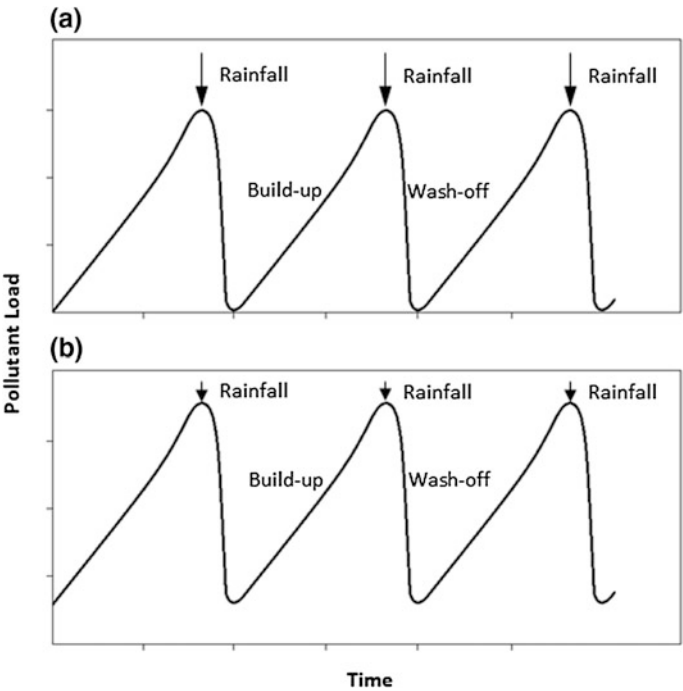 (a)
Rainfall Rainfall Rainfall
Build-up Wash-off
Pollutant Load
(b)
Rainfall Rainfall Rainfall
Build-up Wash-off
Time